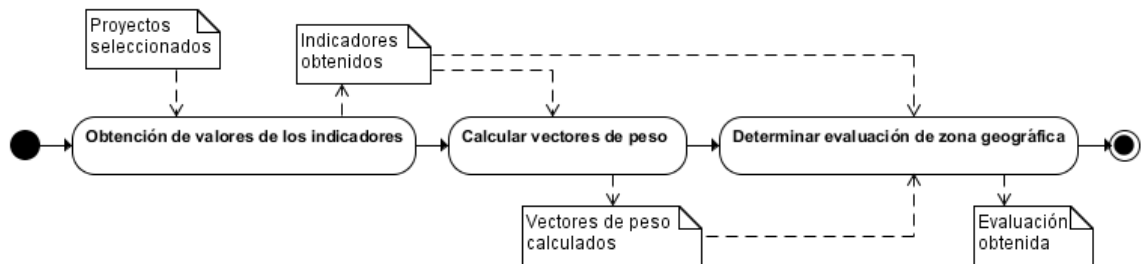 Proyectos
seleccionados
Indicadores
obtenidos
Obtención de valores de los indicadores
Calcular vectores de peso
Determinar evaluación de zona geográfica
Vectores de peso
calculados
Evaluación
obtenida